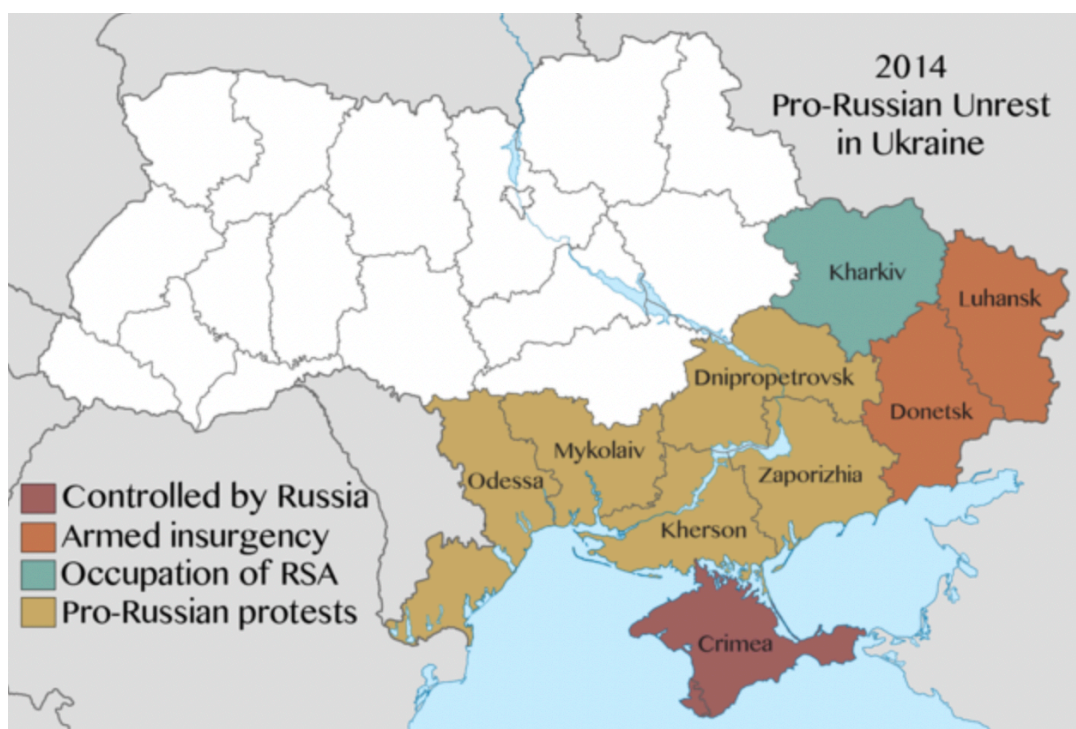 2014
Pro-Russian Unrest
in Ukraine
Kharkiv
Luhansk
Dnipropetrovsk
Donetsk
Mykolaiv
Odessa
Zaporizhia
Kherson
Crimea
Controlled by Russia
Armed insurgency
Occupation of RSA
Pro-Russian protests